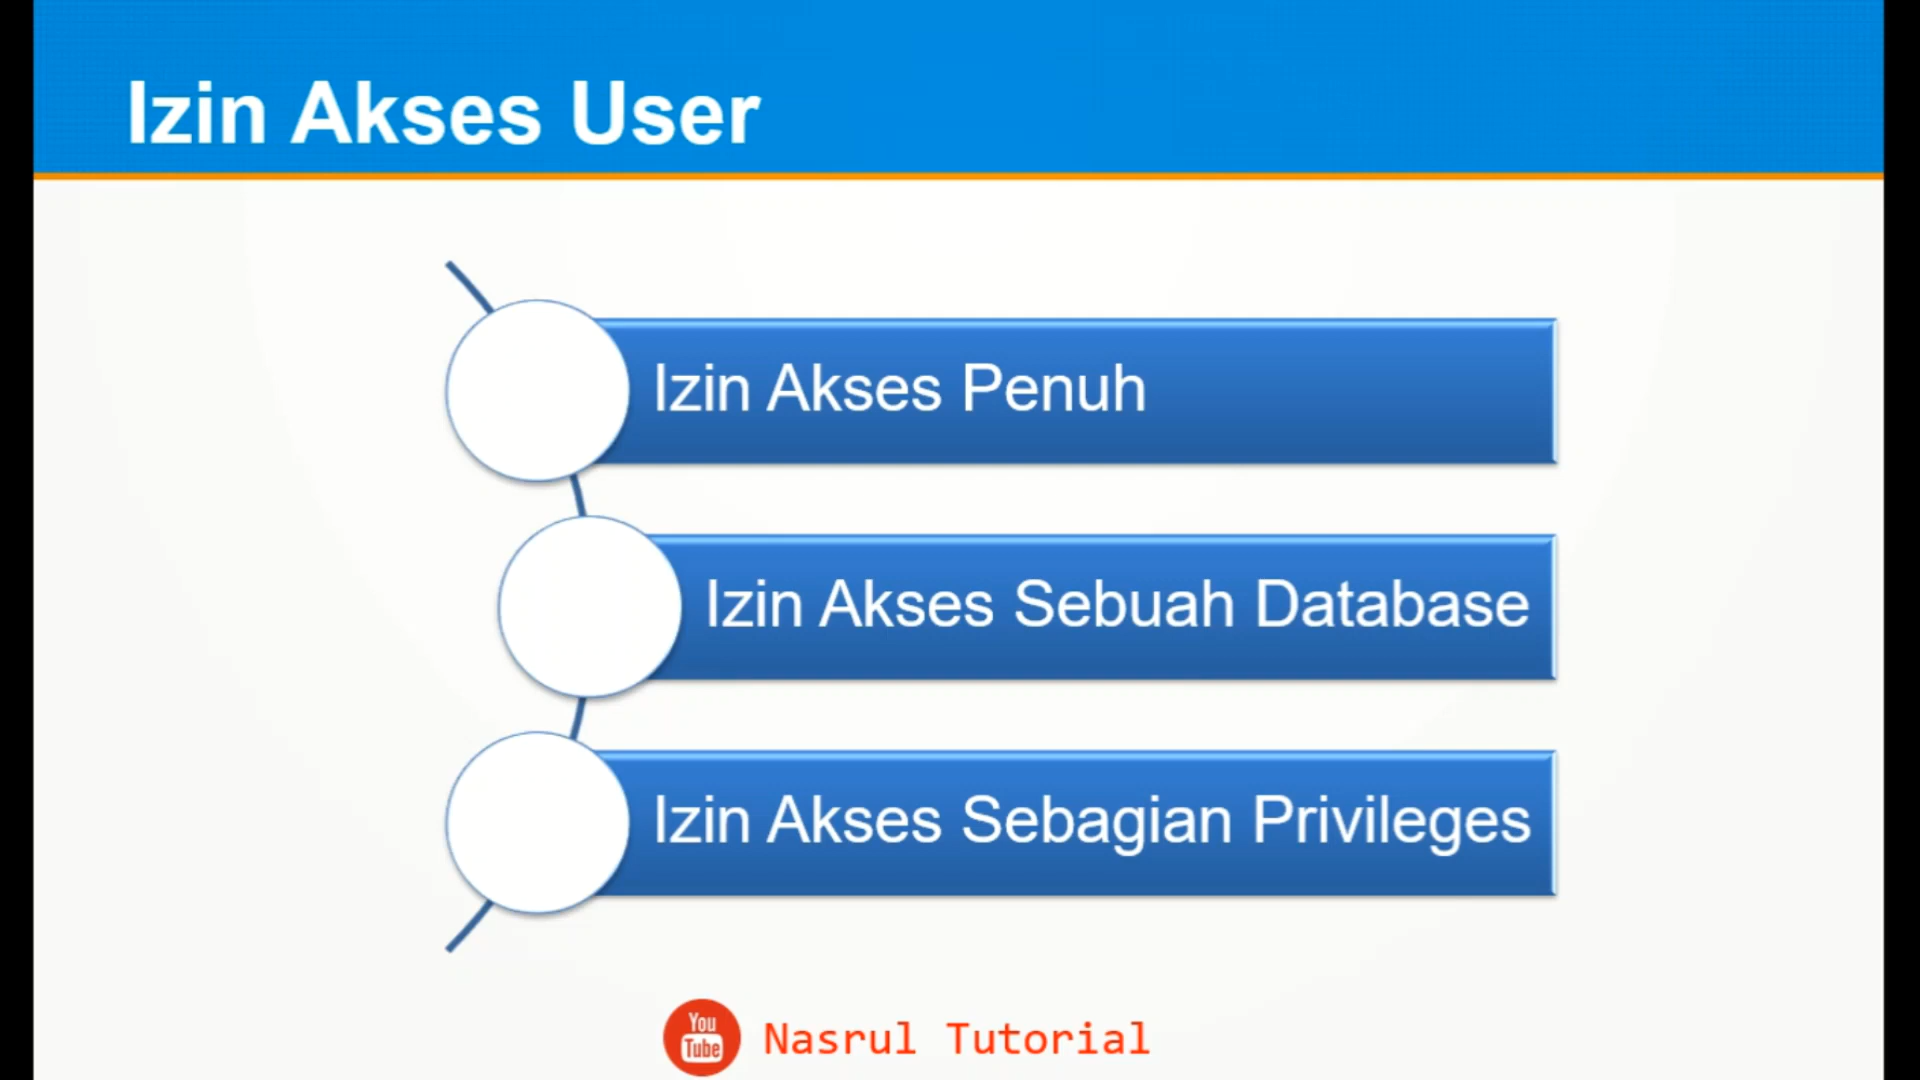 Izin Akses User
Izin Akses Penuh
Izin Akses Sebuah Database
Izin Akses Sebagian Privileges
You
Tube
Nasrul Tutorial